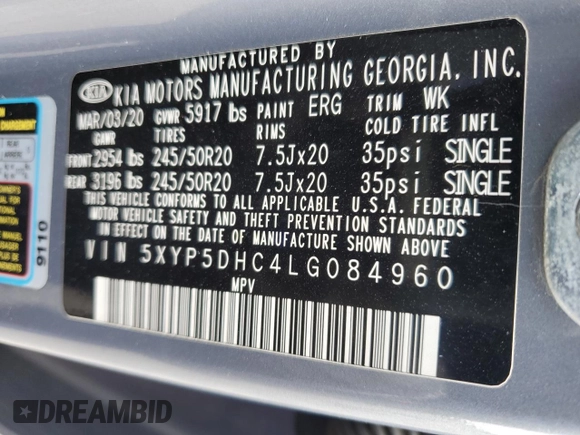 MANUFACTURED BY
KIA KIA MOTORS MANUFACTURING GEORGIA, INC.
MAR/03/20 GVWR 5917 lbs PAINT ERG TRIM WK
GAWR TIRES RIMS COLD TIRE INFL
FRONT 2954 lbs 245/50R20 7.5Jx20 35psi SINGLE
REAR 3196 lbs 245/50R20 7.5Jx20 35psi SINGLE
THIS VEHICLE CONFORMS TO ALL APPLICABLE U.S.A. FEDERAL
MOTOR VEHICLE SAFETY AND THEFT PREVENTION STANDARDS
IN EFFECT ON THE DATE OF MANUFACTURE SHOWN ABOVE
VIN 5XYP5DHC4LG084960
MPV
9110
DREAMBID